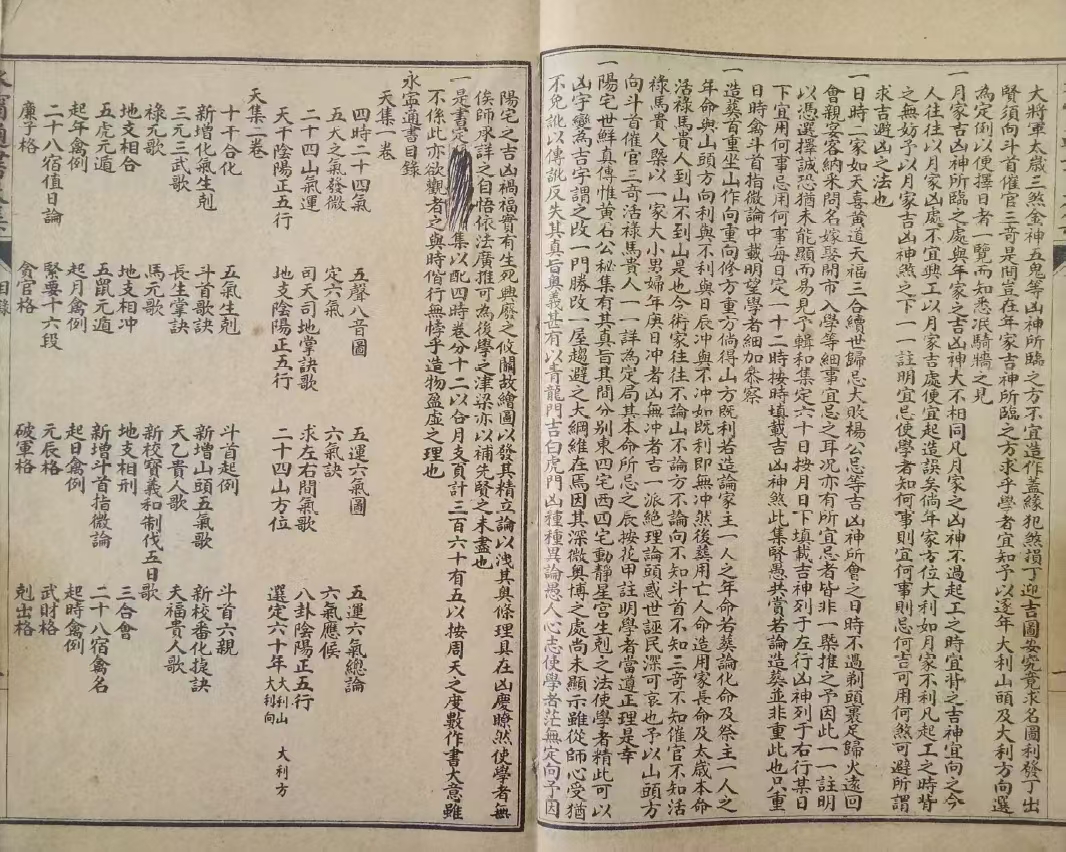 大將軍太歲三煞金神五鬼等凶神所臨之方不宜造作蓋緣犯煞損丁迎吉圖安究竟求名圖利發丁出
賢須向斗首催官三奇是問豈在年家吉神所臨之方求乎學者宜知予以逐年大利山頭及大利方向選
為定例以便擇日者一覽而知悉泯騎牆之見
一月家吉凶神所臨之處與年家之吉凶神大不相同凡月家之凶神不過起工之時宜背之吉神宜向之今
人往往以月家凶處不宜興工以月家吉處便宜起造誤矣倘年家方位大利如月家不利凡起工之時背
之無妨予以月家吉凶神煞之下一一註明宜忌使學者知何事則宜何事則忌何吉可用何煞可避所謂
求吉避凶之法也
一日時二家如天喜黃道天福三合續世歸忌大敗楊公忌等吉凶神所會之日時不過剃頭裹足歸火遠回
會親客客納釆問名嫁娶開市入學等細事宜忌之耳况亦有所宜忌者皆非一槩推之予因此一一註明
以憑選擇誠恐猶未能顯而易見予輯和集定六十日按月日下填載吉神列于左行凶神列于右行某日
下宜用何事忌用何事每日定一十二時按時填載吉凶神煞此集賢愚共賞若論造葬並非重此也只重
日時禽斗首指微論中載明望學者細加叅察
一造葬首重坐山作向重向修方重方倘得山方既利若造論家主一人之年命若葬論化命及祭主一人之
年命與山頭方向利與不利與日辰冲與不冲如既利即無冲然後葬用亡人命造用家長命及太歲本命
活祿馬貴人到山不到山是也今術家往往不論山不論方不論向不知斗首不知三奇不知催官不知活
祿馬貴人槩以一家大小男婦年庚日冲者凶無冲者吉一派絕理論頭惑世誣民深可哀也予以山頭方
向斗首催官三奇活祿馬貴人一一詳為定局其本命所忌之辰按花甲註明學者當遵正理是幸
一陽宅世鮮真傳惟黃石公秘集有其真旨其間分别東四宅西四宅動靜星宮生剋之法使學者精此可以
凶宇變為吉宇謂之改一門勝改一屋趨避之大綱維在焉因其深微奧博之處尚未顯示雖從師心受猶
不免訛以傳訛反失其真旨奥義甚有以青龍門吉白虎門凶種種異論愚人心志使學者茫無定向予因
陽宅之吉凶禍福實有生死興廢之攸關故繪圖以發其精立論以洩其奥條理具在凶慶瞭然使學者無
俟師承詳之自悟依法廣推可為後學之津梁亦以補先賢之未盡也
一是書定集以配四時卷分十二以合月支頁計三百六十有五以按周天之度數作書大意雖
不係此亦欲觀者之與時偕行無悖乎造物盈虛之理也
永寧通書目錄
天集一卷
四時二十四氣 五聲八音圖 五運六氣圖 五運六氣總論
五大之氣發微 定六氣 六氣訣 六氣應候
二十四山氣運 司天司地掌訣歌 求左右間氣歌 八卦陰陽正五行
天干陰陽正五行 地支陰陽正五行 二十四山方位 選定六十年大利山大利向 大利方
天集二卷
十干合化 五氣生剋 斗首起例 斗首六親
新增化氣生剋 斗首歌訣 新增山頭五氣歌 新校番化掟訣
三元三武歌 長生掌訣 天乙貴人歌 天福貴人歌
祿元歌 馬元歌 新校寶義和制伐五日歌
地支相合 地支相冲 地支相刑 三合會
五虎元遁 五鼠元遁 新增斗首指微論 二十八宿禽名
起年禽例 起月禽例 起日禽例 起時禽例
二十八宿值日論 緊要十六段 元辰格 武財格
廉子格 貪官格 破軍格 剋出格